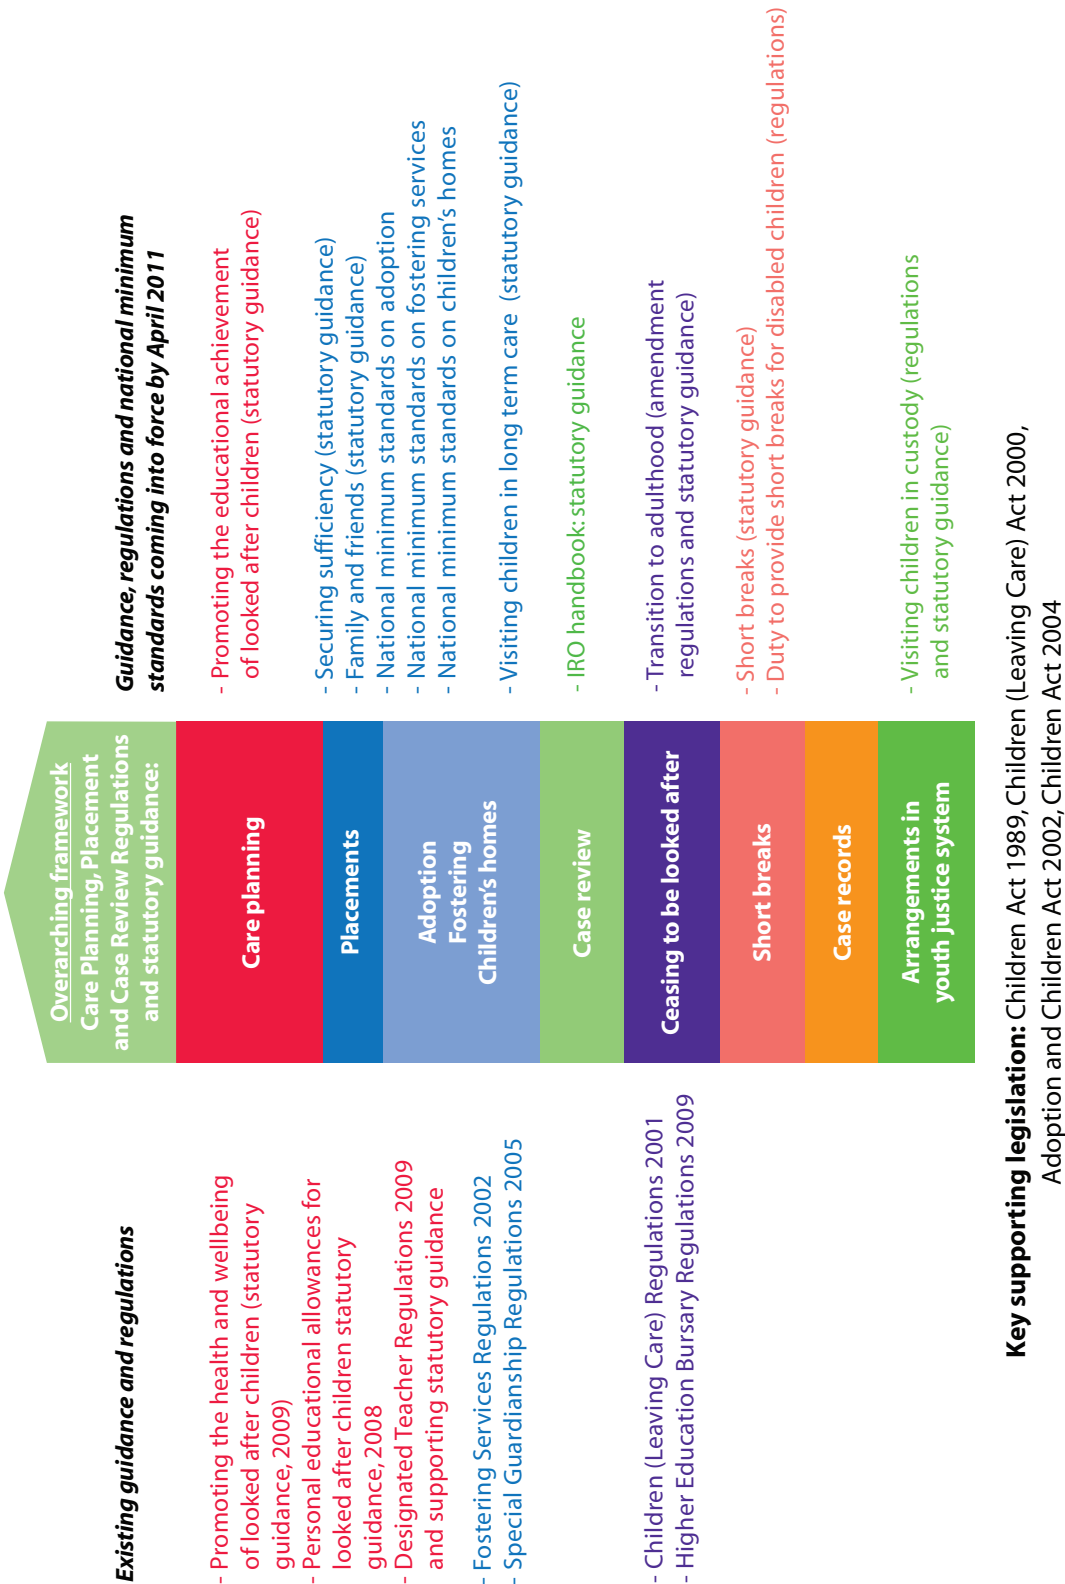 Existing guidance and regulations
- Promoting the health and wellbeing
of looked after children (statutory
guidance, 2009)
- Personal educational allowances for
looked after children statutory
guidance, 2008
- Designated Teacher Regulations 2009
and supporting statutory guidance
- Fostering Services Regulations 2002
- Special Guardianship Regulations 2005
- Children (Leaving Care) Regulations 2001
- Higher Education Bursary Regulations 2009
Overarching framework
Care Planning, Placement
and Case Review Regulations
and statutory guidance:
Care planning
Placements
Adoption
Fostering
Children's homes
Case review
Ceasing to be looked after
Short breaks
Case records
Arrangements in
youth justice system
Guidance, regulations and national minimum
standards coming into force by April 2011
- Promoting the educational achievement
of looked after children (statutory guidance)
- Securing sufficiency (statutory guidance)
- Family and friends (statutory guidance)
- National minimum standards on adoption
- National minimum standards on fostering services
- National minimum standards on children's homes
- Visiting children in long term care (statutory guidance)
- IRO handbook: statutory guidance
- Transition to adulthood (amendment
regulations and statutory guidance)
- Short breaks (statutory guidance)
- Duty to provide short breaks for disabled children (regulations)
- Visiting children in custody (regulations
and statutory guidance)
Key supporting legislation: Children Act 1989, Children (Leaving Care) Act 2000,
Adoption and Children Act 2002, Children Act 2004